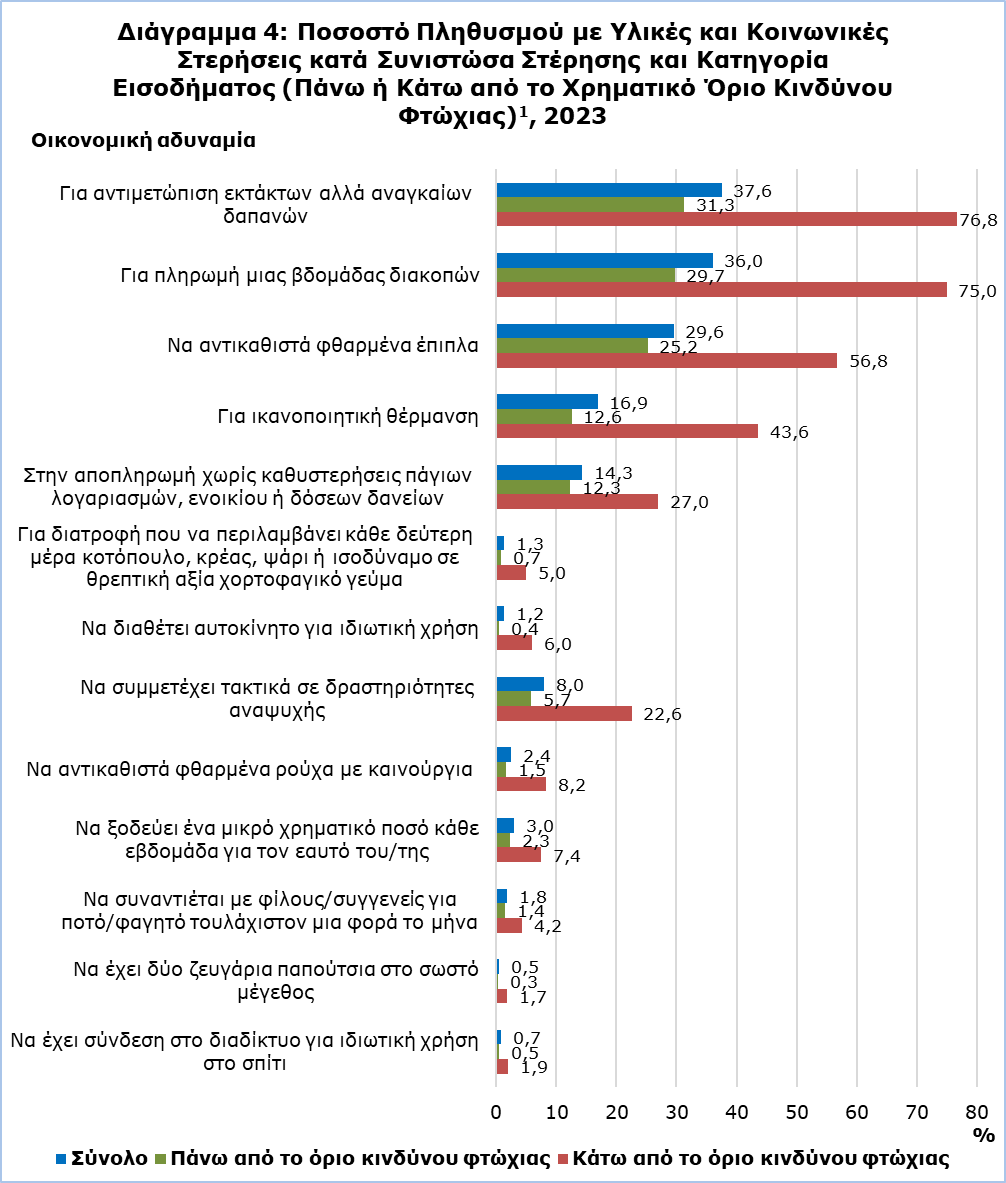 Διάγραμμα 4: Ποσοστό Πληθυσμού με Υλικές και Κοινωνικές
Στερήσεις κατά Συνιστώσα Στέρησης και Κατηγορία
Εισοδήματος (Πάνω ή Κάτω από το Χρηματικό Όριο Κινδύνου
Φτώχιας)¹, 2023
Οικονομική αδυναμία
Για αντιμετώπιση εκτάκτων αλλά αναγκαίων
δαπανών
37,6
31,3
76,8
Για πληρωμή μιας βδομάδας διακοπών
36,0
29,7
75,0
Να αντικαθιστά φθαρμένα έπιπλα
29,6
25,2
56,8
Για ικανοποιητική θέρμανση
16,9
12,6
43,6
Στην αποπληρωμή χωρίς καθυστερήσεις πάγιων
λογαριασμών, ενοικίου ή δόσεων δανείων
14,3
12,3
27,0
Για διατροφή που να περιλαμβάνει κάθε δεύτερη
μέρα κοτόπουλο, κρέας, ψάρι ή ισοδύναμο σε
θρεπτική αξία χορτοφαγικό γεύμα
1,3
0,7
5,0
Να διαθέτει αυτοκίνητο για ιδιωτική χρήση
1,2
0,4
6,0
Να συμμετέχει τακτικά σε δραστηριότητες
αναψυχής
8,0
5,7
22,6
Να αντικαθιστά φθαρμένα ρούχα με καινούργια
2,4
1,5
8,2
Να ξοδεύει ένα μικρό χρηματικό ποσό κάθε
εβδομάδα για τον εαυτό του/της
3,0
2,3
7,4
Να συναντιέται με φίλους/συγγενείς για
ποτό/φαγητό τουλάχιστον μια φορά το μήνα
1,8
1,4
4,2
Να έχει δύο ζευγάρια παπούτσια στο σωστό
μέγεθος
0,5
0,3
1,7
Να έχει σύνδεση στο διαδίκτυο για ιδιωτική χρήση
στο σπίτι
0,7
0,5
1,9
0 10 20 30 40 50 60 70 80
%
Σύνολο Πάνω από το όριο κινδύνου φτώχιας Κάτω από το όριο κινδύνου φτώχιας